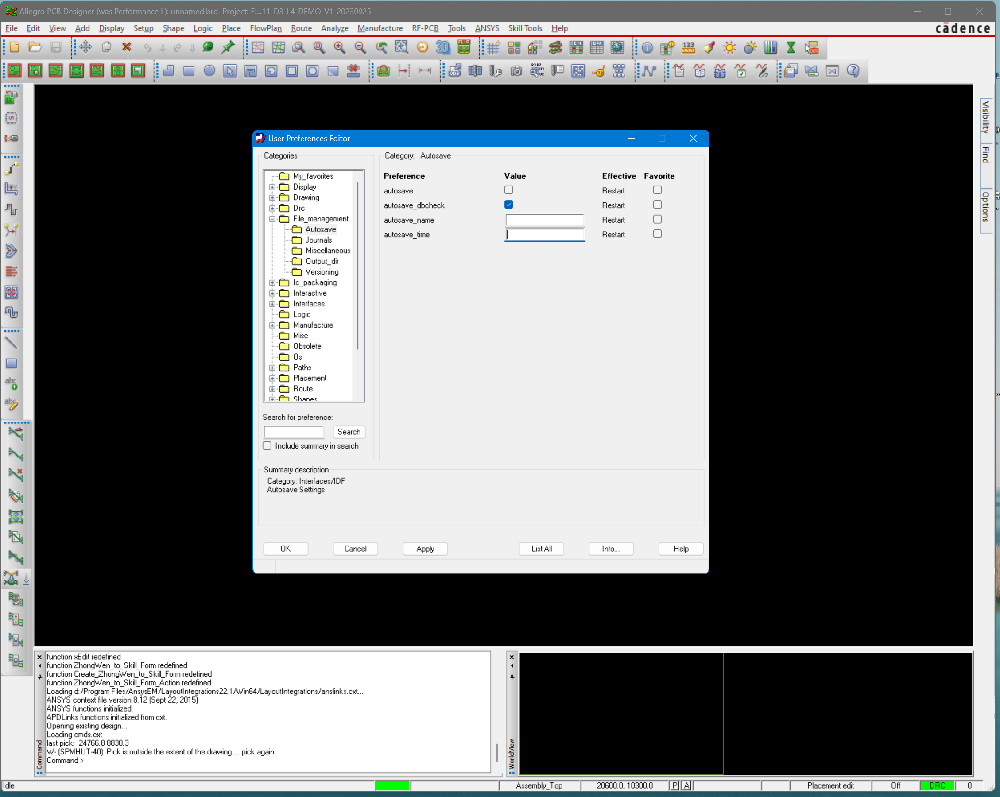 Allegro PCB Designer (was Performance L): unnamed.brd Project: E:...11_D3_L4_DEMO_V1_20230925
File Edit View Add Display Setup Shape Logic Place FlowPlan Route Analyze Manufacture RF-PCB Tools ANSYS Skill Tools Help
cādence
User Preferences Editor
Categories
My_favorites
Display
Drawing
Drc
File_management
Autosave
Journals
Miscellaneous
Output_dir
Versioning
Ic_packaging
Interactive
Interfaces
Logic
Manufacture
Misc
Obsolete
Os
Paths
Placement
Route
Shapes
Search for preference:
Search
Include summary in search
Category: Autosave
Preference Value Effective Favorite
autosave Restart
autosave_dbcheck Restart
autosave_name Restart
autosave_time Restart
Summary description
Category: Interfaces/IDF
Autosave Settings
OK Cancel Apply List All Info... Help
Visibility
Find
Options
function xEdit redefined
function ZhongWen_to_Skill_Form redefined
function Create_ZhongWen_to_Skill_Form redefined
function ZhongWen_to_Skill_Form_Action redefined
Loading d:/Program Files/AnsysEM/LayoutIntegrations22.1/Win64/LayoutIntegrations/anslinks.cxt...
ANSYS context file version 8.12 (Sept 22, 2015)
ANSYS functions initialized.
APDLinks functions initialized from cxt.
Opening existing design...
Loading cmds.cxt
last pick: 24766.8 8830.3
W- (SPMHUT-40): Pick is outside the extent of the drawing ... pick again.
Command >
Command
WorldView
Idle Assembly_Top 20600.0, 10300.0 P A Placement edit Off DRC 0